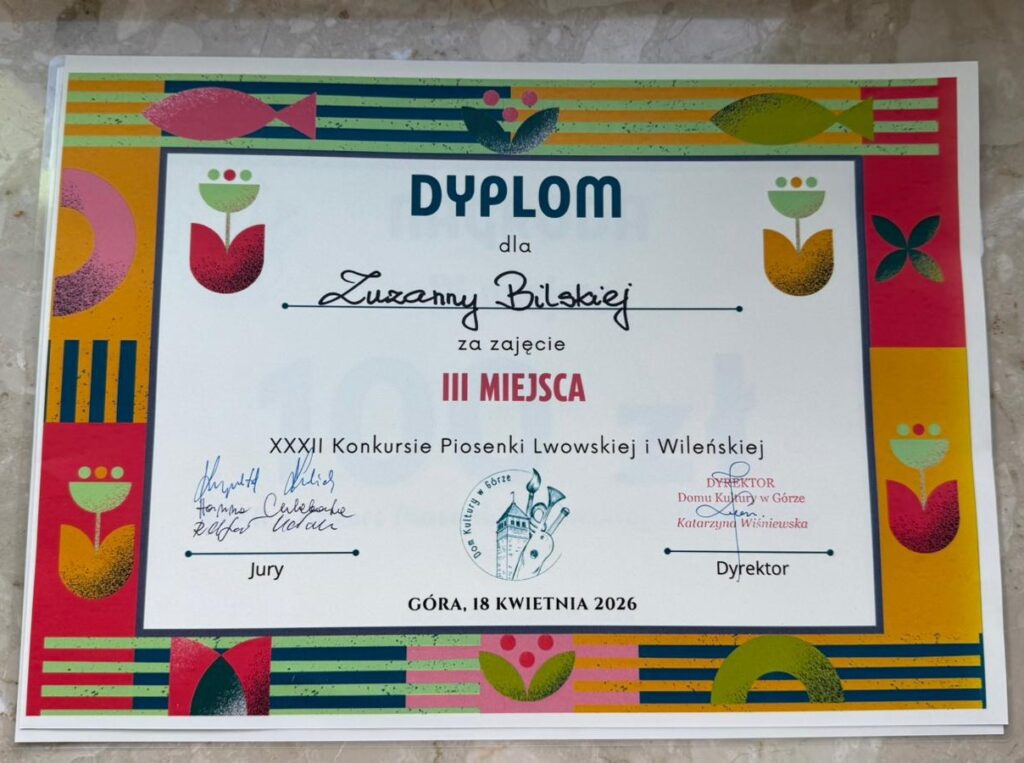 DYPLOM
dla
Zuzanny Bilskiej
za zajęcie
III MIEJSCA
XXXII Konkursie Piosenki Lwowskiej i Wileńskiej
Dom Kultury w Górze
DYREKTOR
Domu Kultury w Górze
Katarzyna Wiśniewska
Jury
Dyrektor
GÓRA, 18 KWIETNIA 2026